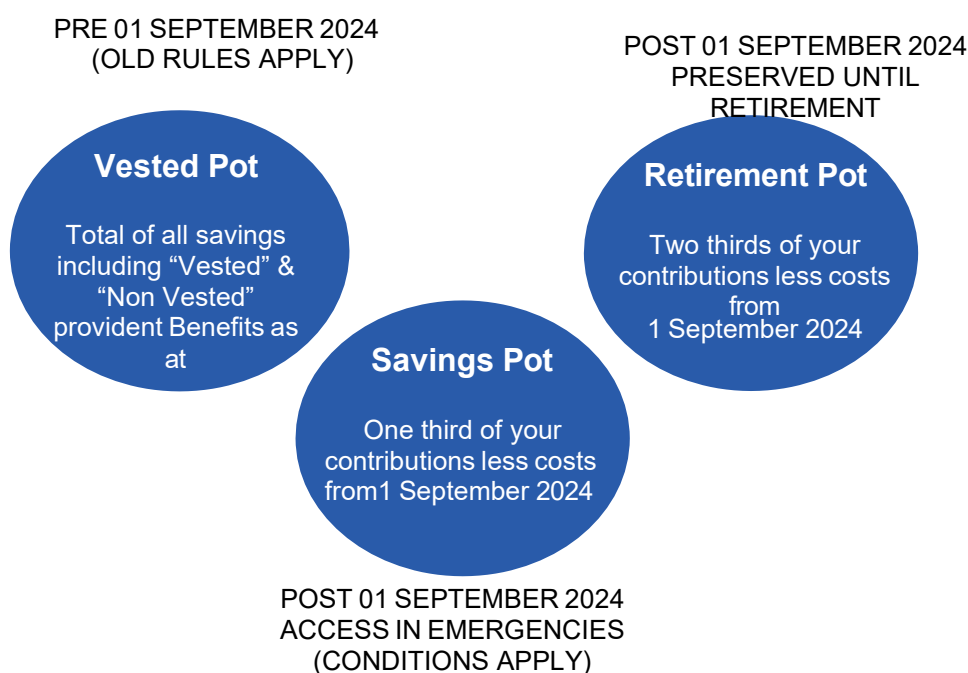 PRE 01 SEPTEMBER 2024
(OLD RULES APPLY)
Vested Pot
Total of all savings
including “Vested” &
“Non Vested”
provident Benefits as
at
POST 01 SEPTEMBER 2024
PRESERVED UNTIL
RETIREMENT
Retirement Pot
Two thirds of your
contributions less costs
from
1 September 2024
Savings Pot
One third of your
contributions less costs
from1 September 2024
POST 01 SEPTEMBER 2024
ACCESS IN EMERGENCIES
(CONDITIONS APPLY)